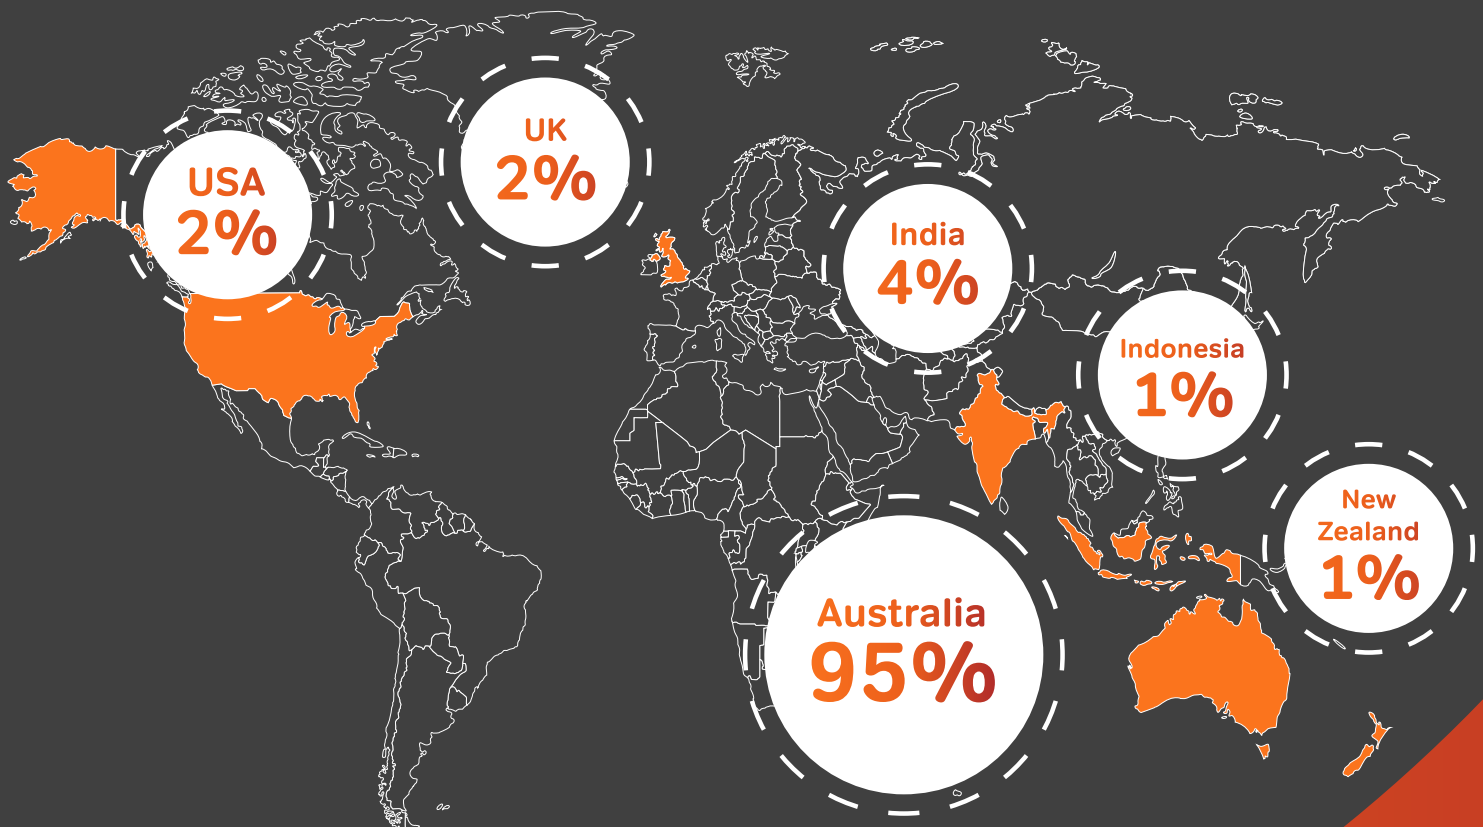 USA
2%
UK
2%
India
4%
Indonesia
1%
New
Zealand
1%
Australia
95%